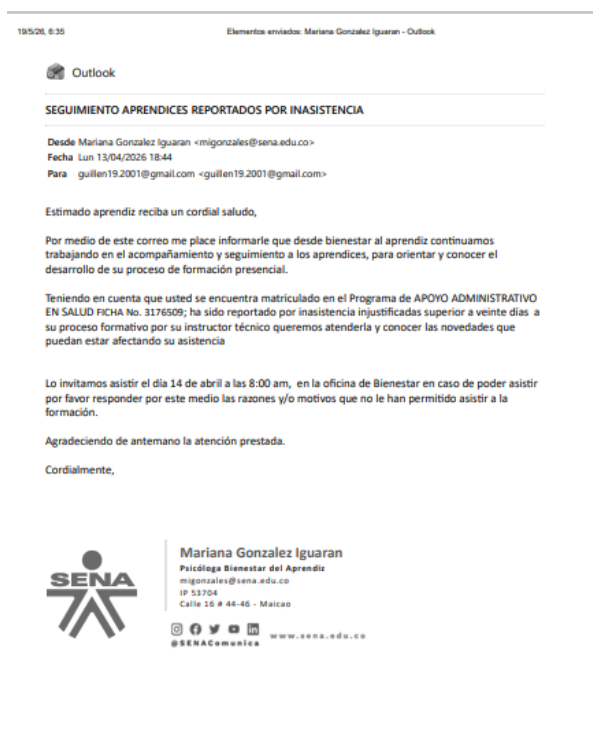 19/5/26, 6:35 Elementos enviados: Mariana Gonzalez Iguaran - Outlook
Outlook
SEGUIMIENTO APRENDICES REPORTADOS POR INASISTENCIA
Desde Mariana Gonzalez Iguaran <migonzales@sena.edu.co>
Fecha Lun 13/04/2026 18:44
Para guillen19.2001@gmail.com <guillen19.2001@gmail.com>
Estimado aprendiz reciba un cordial saludo,
Por medio de este correo me place informarle que desde bienestar al aprendiz continuamos
trabajando en el acompañamiento y seguimiento a los aprendices, para orientar y conocer el
desarrollo de su proceso de formación presencial.
Teniendo en cuenta que usted se encuentra matriculado en el Programa de APOYO ADMINISTRATIVO
EN SALUD FICHA No. 3176509; ha sido reportado por inasistencia injustificadas superior a veinte días a
su proceso formativo por su instructor técnico queremos atenderla y conocer las novedades que
puedan estar afectando su asistencia
Lo invitamos asistir el día 14 de abril a las 8:00 am, en la oficina de Bienestar en caso de poder asistir
por favor responder por este medio las razones y/o motivos que no le han permitido asistir a la
formación.
Agradeciendo de antemano la atención prestada.
Cordialmente,
SENA
Mariana Gonzalez Iguaran
Psicóloga Bienestar del Aprendiz
migonzales@sena.edu.co
IP 53704
Calle 16 # 44-46 - Maicao
@SENAComunica
www.sena.edu.co